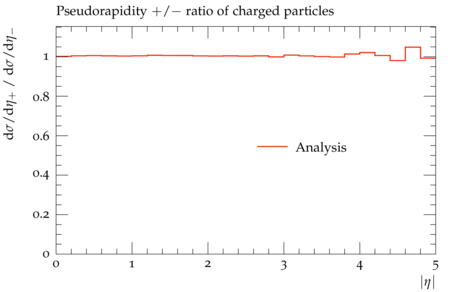 Pseudorapidity +/− ratio of charged particles
dσ/dη₊ / dσ/dη₋
1
0.8
0.6
0.4
0.2
0
Analysis
0 1 2 3 4 5
|η|